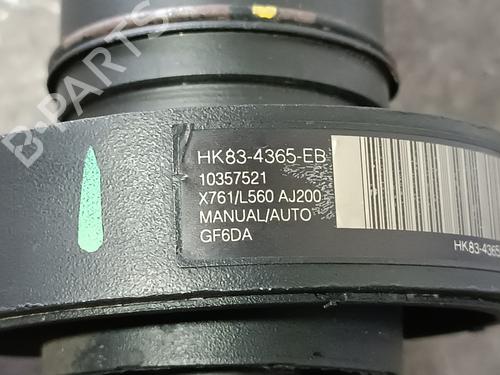 B-PARTS
HK83-4365-EB
10357521
X761/L560 AJ200
MANUAL/AUTO
GF6DA
HK83-4365